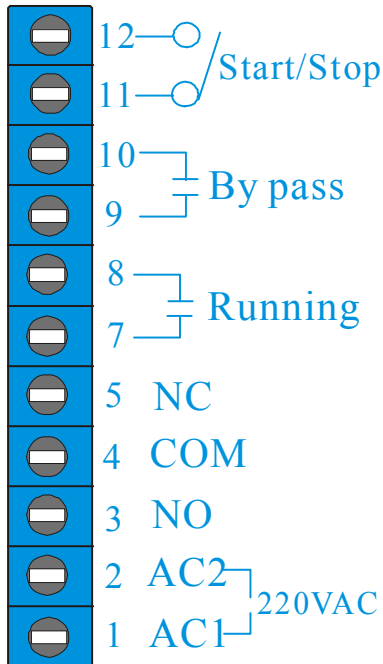 12
Start/Stop
11
10
By pass
9
8
Running
7
5 NC
4 COM
3 NO
2 AC2
220VAC
1 AC1